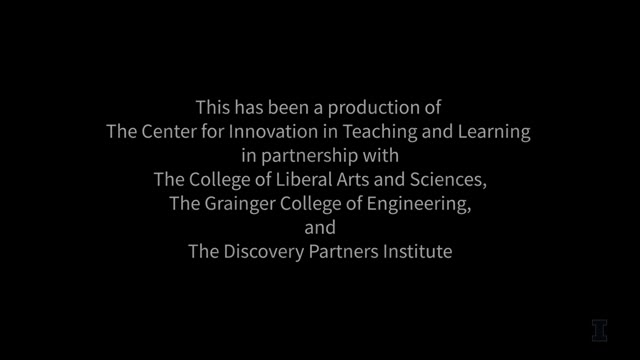 This has been a production of
The Center for Innovation in Teaching and Learning
in partnership with
The College of Liberal Arts and Sciences,
The Grainger College of Engineering,
and
The Discovery Partners Institute
I